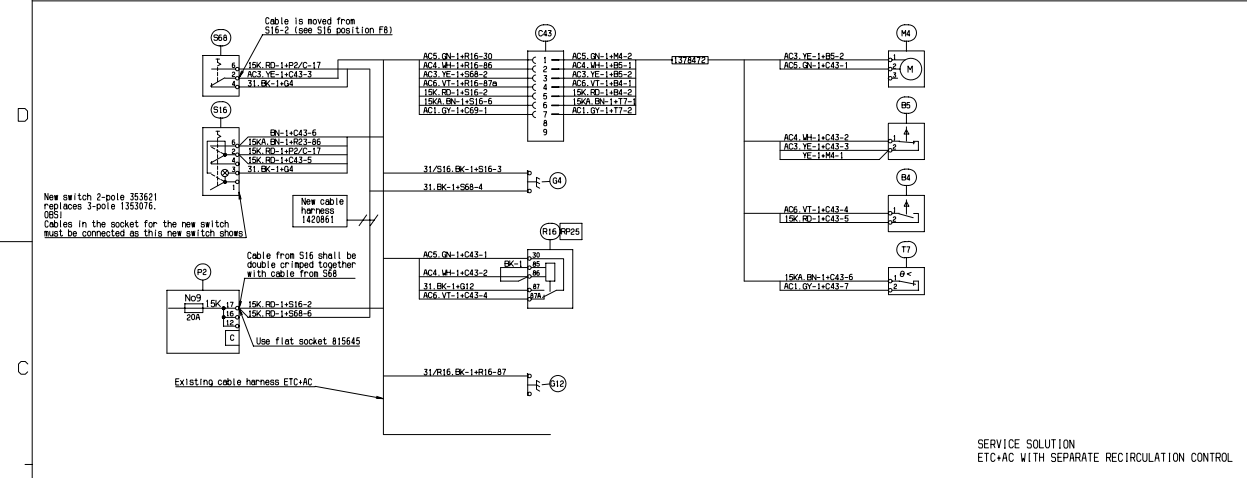 Cable is moved from
S16-2 (see S16 position F8)
S68
6 15K.RD-1+P2/C-17
2 AC3.YE-1+C43-3
4 31.BK-1+G4
S16
BN-1+C43-6
6 15KA.BN-1+R23-86
2 15K.RD-1+P2/C-17
4 15K.RD-1+C43-5
3 31.BK-1+G4
1
New switch 2-pole 353621
replaces 3-pole 1353076.
OBS!
Cables in the socket for the new switch
must be connected as this new switch shows
D
New cable
harness
1420861
Cable from S16 shall be
double crimped together
with cable from S68
P2
No9
20A
15K
17 15K.RD-1+S16-2
16 15K.RD-1+S68-6
12
C
Use flat socket 815645
C
Existing cable harness ETC+AC
C43
AC5.GN-1+R16-30 1 AC5.GN-1+M4-2
AC4.WH-1+R16-86 2 AC4.WH-1+B5-1
AC3.YE-1+S68-2 3 AC3.YE-1+B5-2
AC6.VT-1+R16-87a 4 AC6.VT-1+B4-1
15K.RD-1+S16-2 5 15K.RD-1+B4-2
15KA.BN-1+S16-6 6 15KA.BN-1+T7-1
AC1.GY-1+C69-1 7 AC1.GY-1+T7-2
8
9
1378472
31/S16.BK-1+S16-3
31.BK-1+S68-4
G4
R16 RP25
AC5.GN-1+C43-1 30
BK-1 85
AC4.WH-1+C43-2 86
31.BK-1+G12 87
AC6.VT-1+C43-4 87A
31/R16.BK-1+R16-87
G12
M4
AC3.YE-1+B5-2 1
AC5.GN-1+C43-1 2
3
M
B5
AC4.WH-1+C43-2 1
AC3.YE-1+C43-3 2
YE-1+M4-1
B4
AC6.VT-1+C43-4 1
15K.RD-1+C43-5 2
T7
θ<
15KA.BN-1+C43-6 1
AC1.GY-1+C43-7 2
SERVICE SOLUTION
ETC+AC WITH SEPARATE RECIRCULATION CONTROL